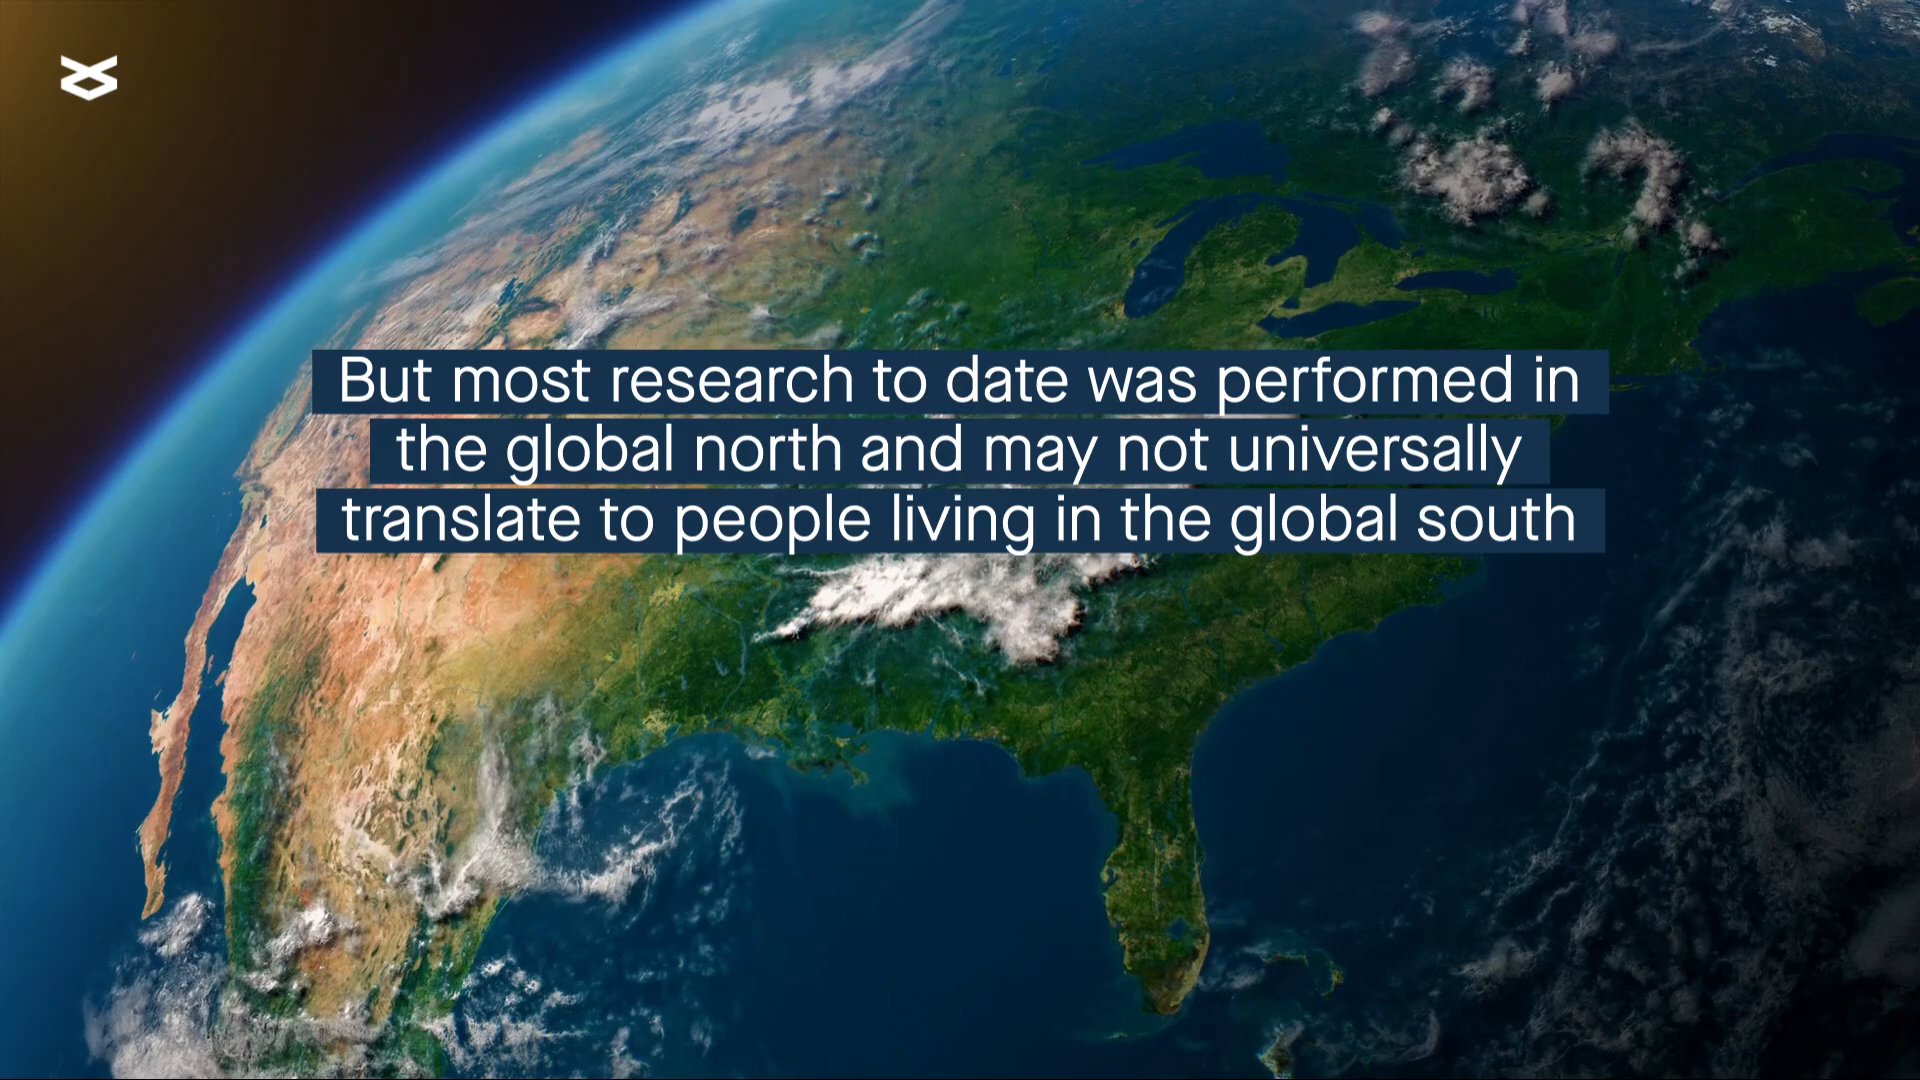 But most research to date was performed in
the global north and may not universally
translate to people living in the global south